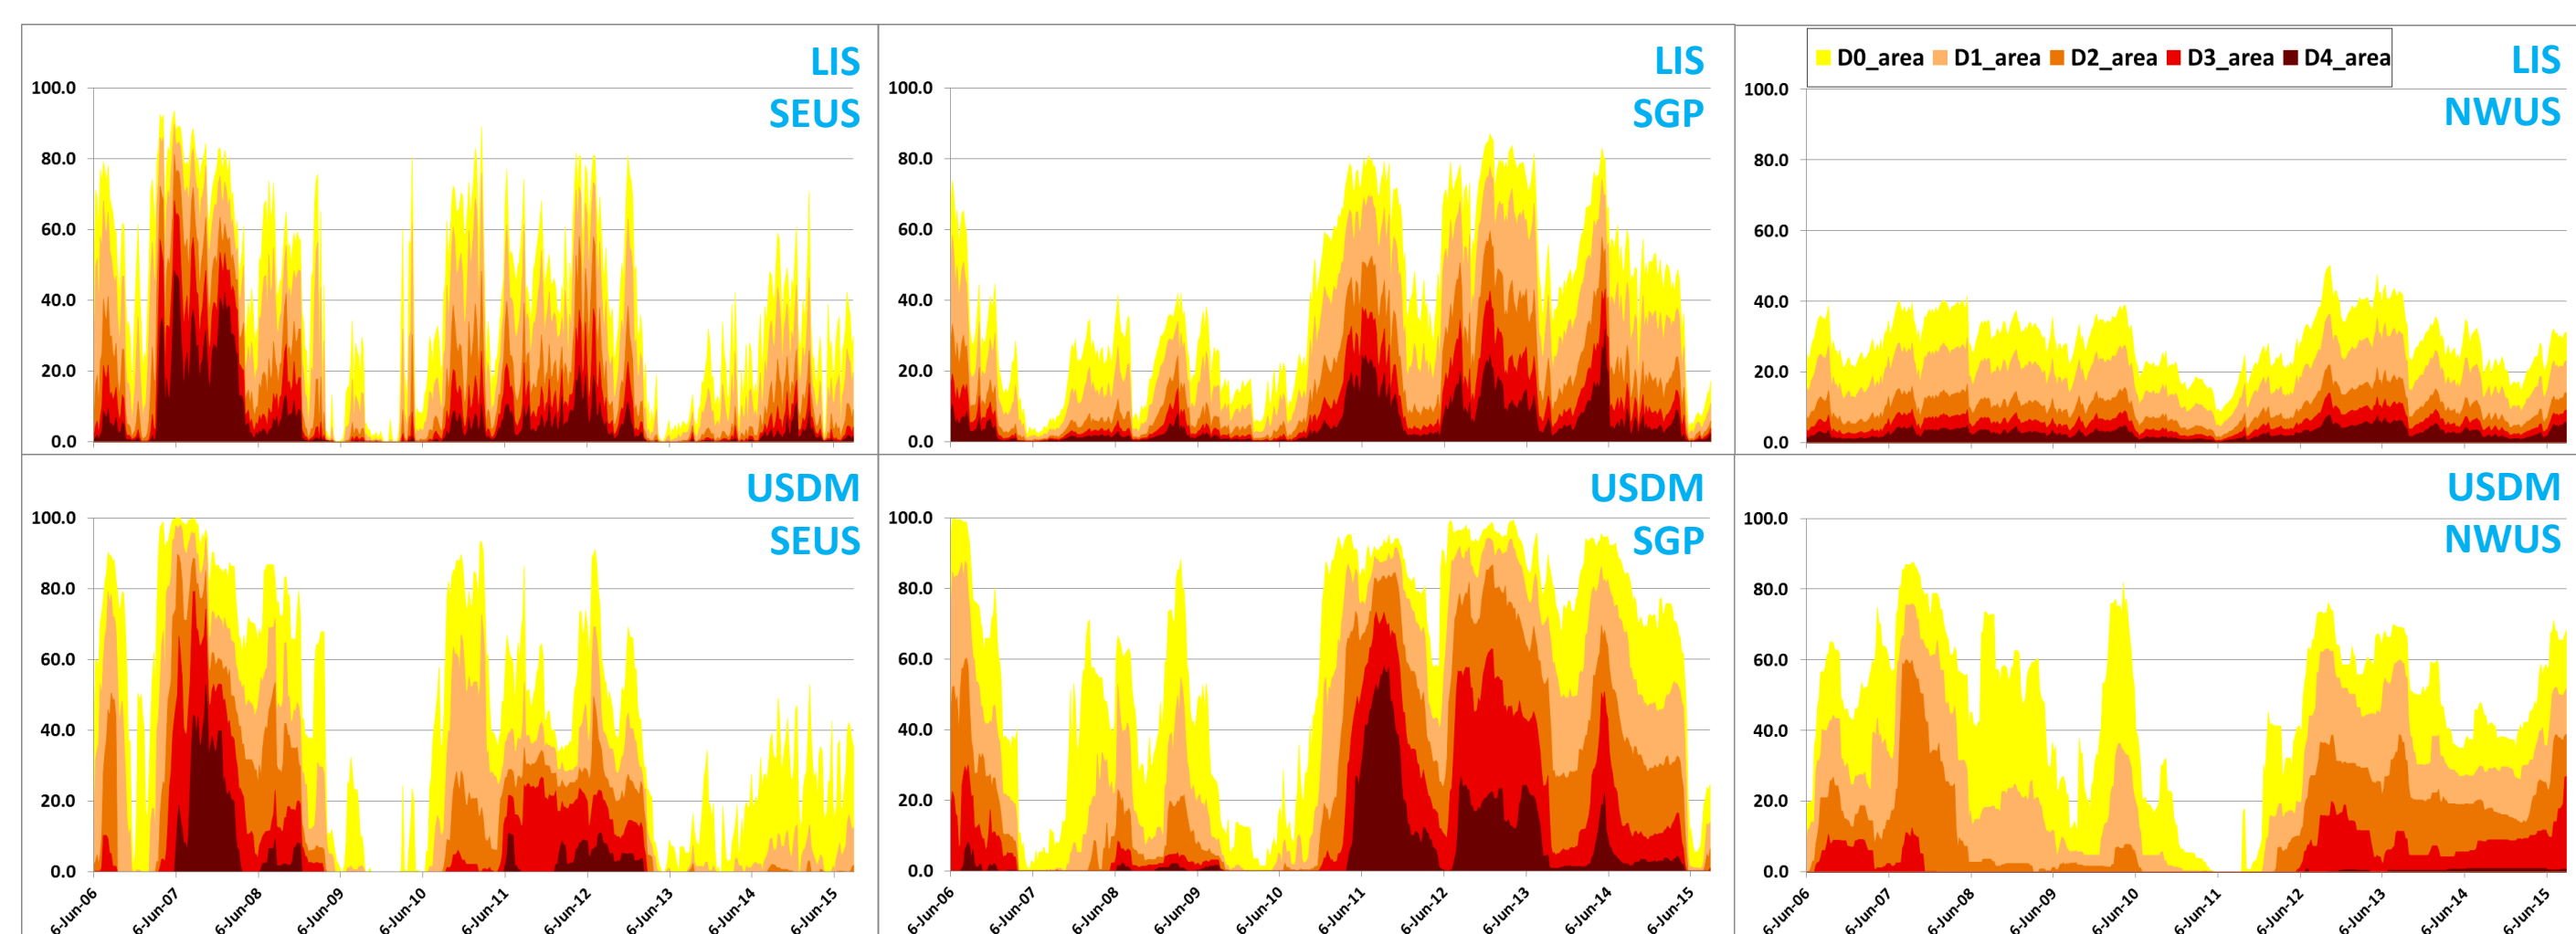 LIS
SEUS
100.0
80.0
60.0
40.0
20.0
0.0
LIS
SGP
100.0
80.0
60.0
40.0
20.0
0.0
D0_area D1_area D2_area D3_area D4_area
LIS
NWUS
100.0
80.0
60.0
40.0
20.0
0.0
USDM
SEUS
100.0
80.0
60.0
40.0
20.0
0.0
6-Jun-06 6-Jun-07 6-Jun-08 6-Jun-09 6-Jun-10 6-Jun-11 6-Jun-12 6-Jun-13 6-Jun-14 6-Jun-15
USDM
SGP
100.0
80.0
60.0
40.0
20.0
0.0
6-Jun-06 6-Jun-07 6-Jun-08 6-Jun-09 6-Jun-10 6-Jun-11 6-Jun-12 6-Jun-13 6-Jun-14 6-Jun-15
USDM
NWUS
100.0
80.0
60.0
40.0
20.0
0.0
6-Jun-06 6-Jun-07 6-Jun-08 6-Jun-09 6-Jun-10 6-Jun-11 6-Jun-12 6-Jun-13 6-Jun-14 6-Jun-15